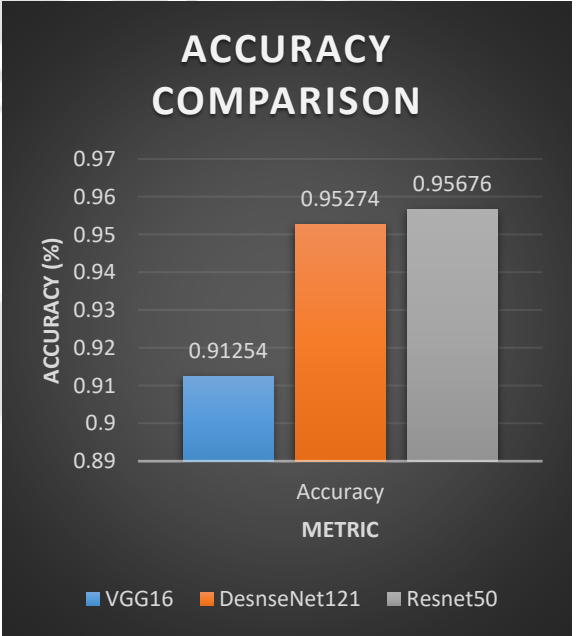 ACCURACY
COMPARISON
0.97
0.96
0.95
0.94
0.93
0.92
0.91
0.9
0.89
ACCURACY (%)
0.91254
0.95274
0.95676
Accuracy
METRIC
VGG16 DesnseNet121 Resnet50